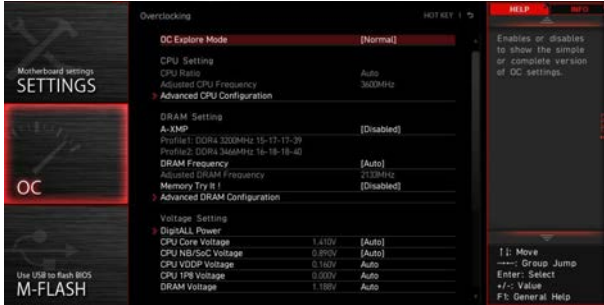 Overclocking
HOT KEY
HELP
INFO
Motherboard settings
SETTINGS
OC
Use USB to flash BIOS
M-FLASH
OC Explore Mode [Normal]
CPU Setting
CPU Ratio Auto
Adjusted CPU Frequency 3600MHz
Advanced CPU Configuration
DRAM Setting
A-XMP [Disabled]
Profile1: DDR4 3200MHz 15-17-17-39
Profile2: DDR4 3466MHz 16-18-18-40
DRAM Frequency [Auto]
Adjusted DRAM Frequency 2133MHz
Memory Try It ! [Disabled]
Advanced DRAM Configuration
Voltage Setting
DigitALL Power
CPU Core Voltage 1.410V [Auto]
CPU NB/SoC Voltage 0.890V [Auto]
CPU VDDP Voltage 0.160V Auto
CPU 1P8 Voltage 0.000V Auto
DRAM Voltage 1.188V Auto
Enables or disables
to show the simple
or complete version
of OC settings.
↑↓: Move
: Group Jump
Enter: Select
+/-: Value
F1: General Help